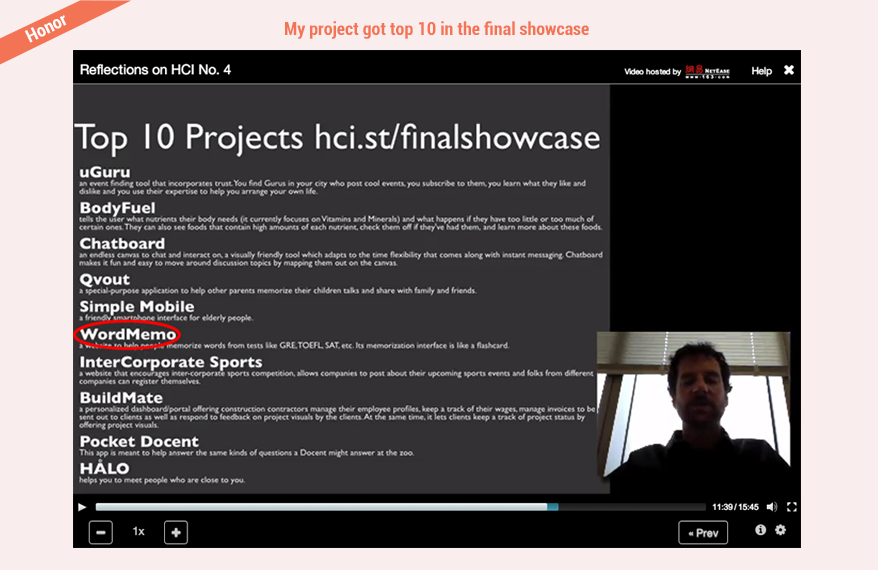 Honor
My project got top 10 in the final showcase
Reflections on HCI No. 4
Video hosted by 網易 NETEASE
www.163.com
Help
Top 10 Projects hci.st/finalshowcase
uGuru
an event finding tool that incorporates trust. You find Gurus in your city who post cool events, you subscribe to them, you learn what they like and
dislike and you use their expertise to help you arrange your own life.
BodyFuel
tells the user what nutrients their body needs (it currently focuses on Vitamins and Minerals) and what happens if they have too little or too much of
certain ones. They can also see foods that contain high amounts of each nutrient, check them off if they've had them, and learn more about these foods.
Chatboard
an endless canvas to chat and interact on, a visually friendly tool which adapts to the time flexibility that comes along with instant messaging. Chatboard
makes it fun and easy to move around discussion topics by mapping them out on the canvas.
Qvout
a special-purpose application to help other parents memorize their children talks and share with family and friends.
Simple Mobile
a friendly smartphone interface for elderly people.
WordMemo
a website to help people memorize words from tests like GRE, TOEFL, SAT, etc. Its memorization interface is like a flashcard.
InterCorporate Sports
a website that encourages inter-corporate sports competition, allows companies to post about their upcoming sports events and folks from different
companies can register themselves.
BuildMate
a personalized dashboard/portal offering construction contractors manage their employee profiles, keep a track of their wages, manage invoices to be
sent out to clients as well as respond to feedback on project visuals by the clients. At the same time, it lets clients keep a track of project status by
offering project visuals.
Pocket Docent
This app is meant to help answer the same kinds of questions a Docent might answer at the zoo.
HÅLO
helps you to meet people who are close to you.
11:39/15:45
1x
« Prev